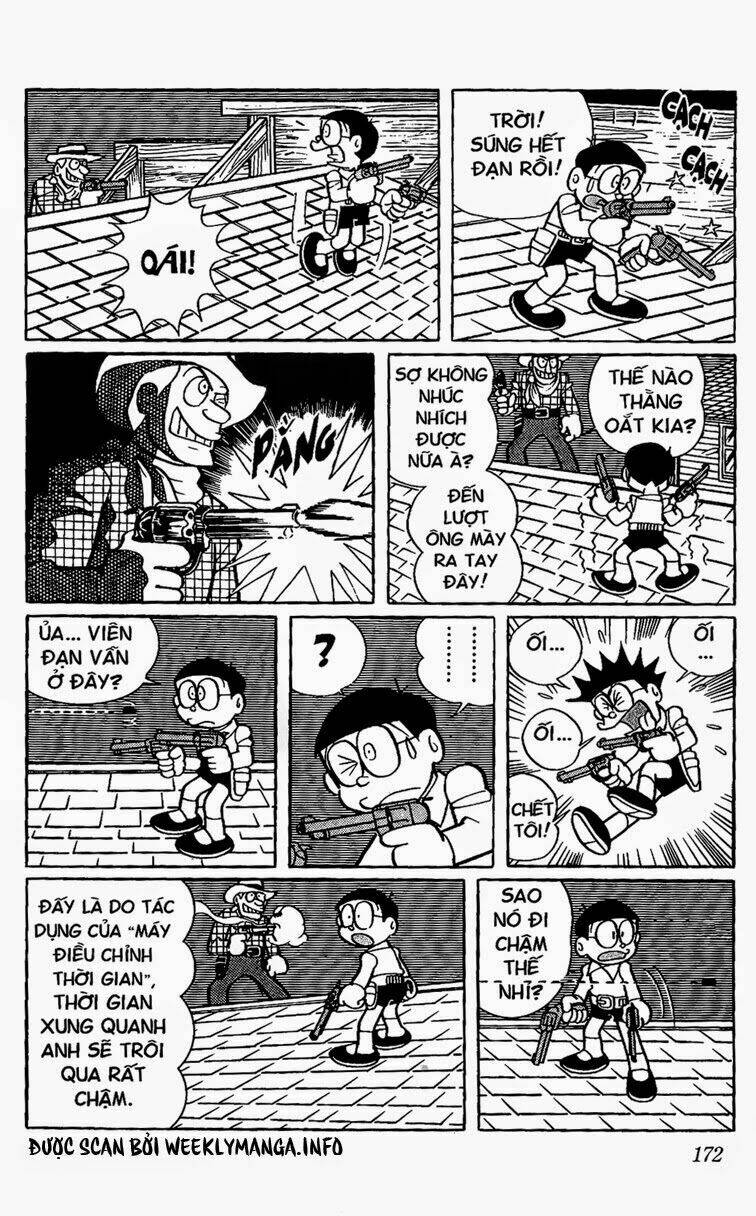 QÁI!
TRỜI!
SÚNG HẾT
ĐẠN RỒI!
CẠCH
CẠCH
PẰNG
SỢ KHÔNG
NHÚC
NHÍCH
ĐƯỢC
NỮA À?
ĐẾN
LƯỢT
ÔNG MÀY
RA TAY
ĐÂY!
THẾ NÀO
THẰNG
OẮT KIA?
ỦA... VIÊN
ĐẠN VẪN
Ở ĐÂY?
?
.......
.......
ỐI
...
ỐI...
ỐI...
CHẾT
TÔI!
ĐẤY LÀ DO TÁC
DỤNG CỦA "MÁY
ĐIỀU CHỈNH
THỜI GIAN",
THỜI GIAN
XUNG QUANH
ANH SẼ TRÔI
QUA RẤT
CHẬM.
SAO
NÓ ĐI
CHẬM
THẾ
NHỈ?
ĐƯỢC SCAN BỞI WEEKLYMANGA.INFO
172